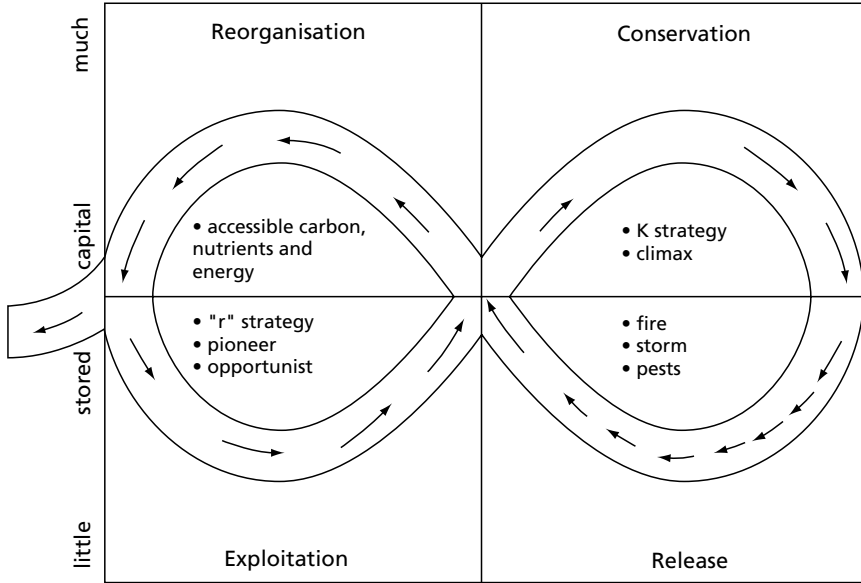 Reorganisation
Conservation
much
capital
stored
little
• accessible carbon,
nutrients and
energy
• K strategy
• climax
• "r" strategy
• pioneer
• opportunist
• fire
• storm
• pests
Exploitation
Release